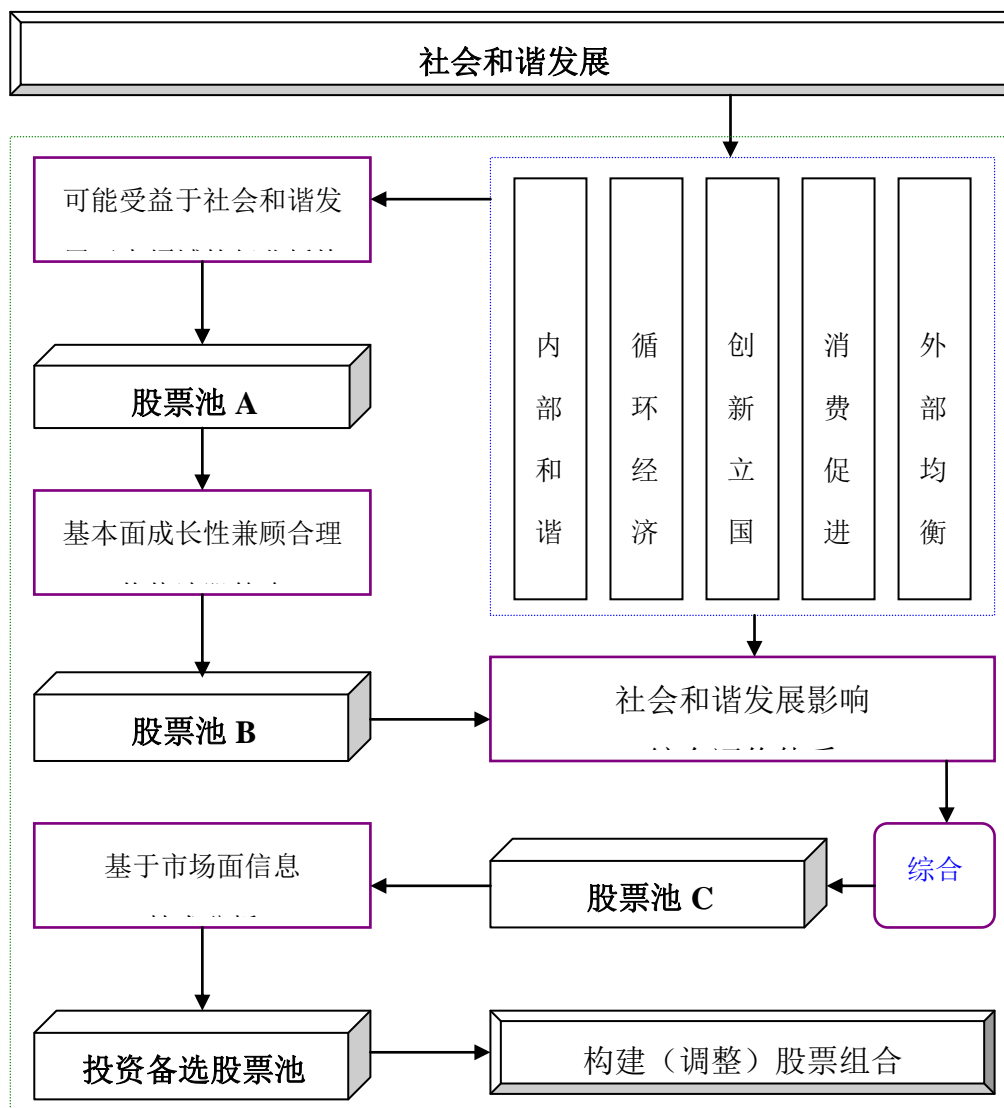 社会和谐发展
可能受益于社会和谐发
股票池 A
基本面成长性兼顾合理
股票池 B
内部和谐
循环经济
创新立国
消费促进
外部均衡
社会和谐发展影响
综合
股票池 C
基于市场面信息
投资备选股票池
构建（调整）股票组合